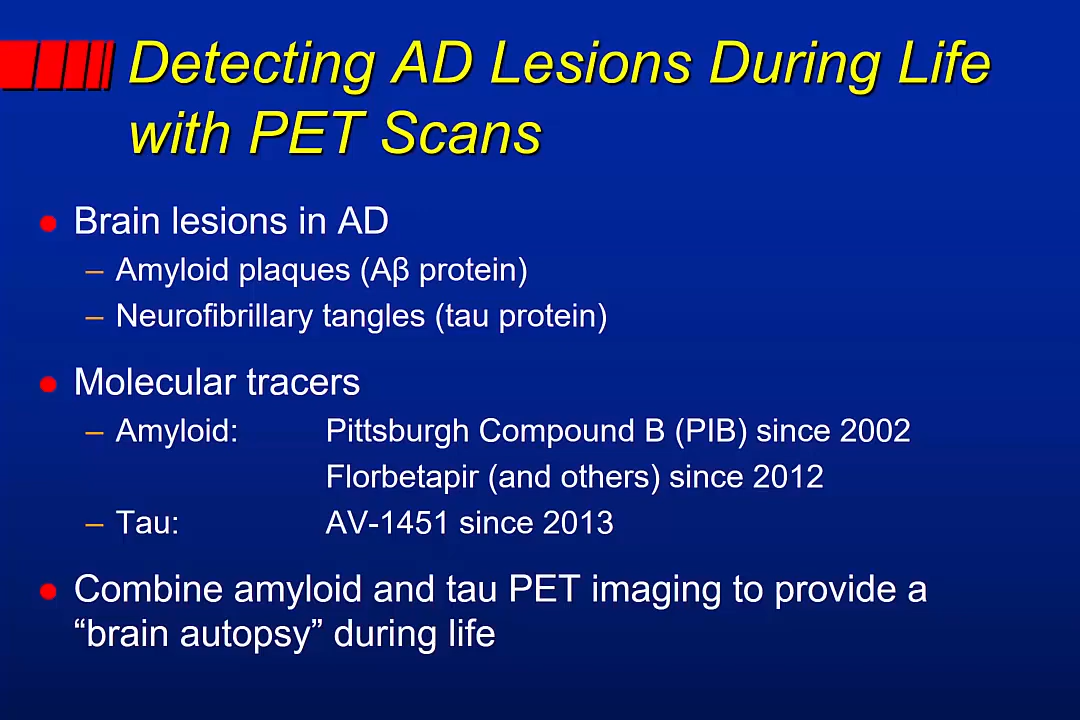 Detecting AD Lesions During Life
with PET Scans
● Brain lesions in AD
– Amyloid plaques (Aβ protein)
– Neurofibrillary tangles (tau protein)
● Molecular tracers
– Amyloid: Pittsburgh Compound B (PIB) since 2002
Florbetapir (and others) since 2012
– Tau: AV-1451 since 2013
● Combine amyloid and tau PET imaging to provide a
“brain autopsy” during life